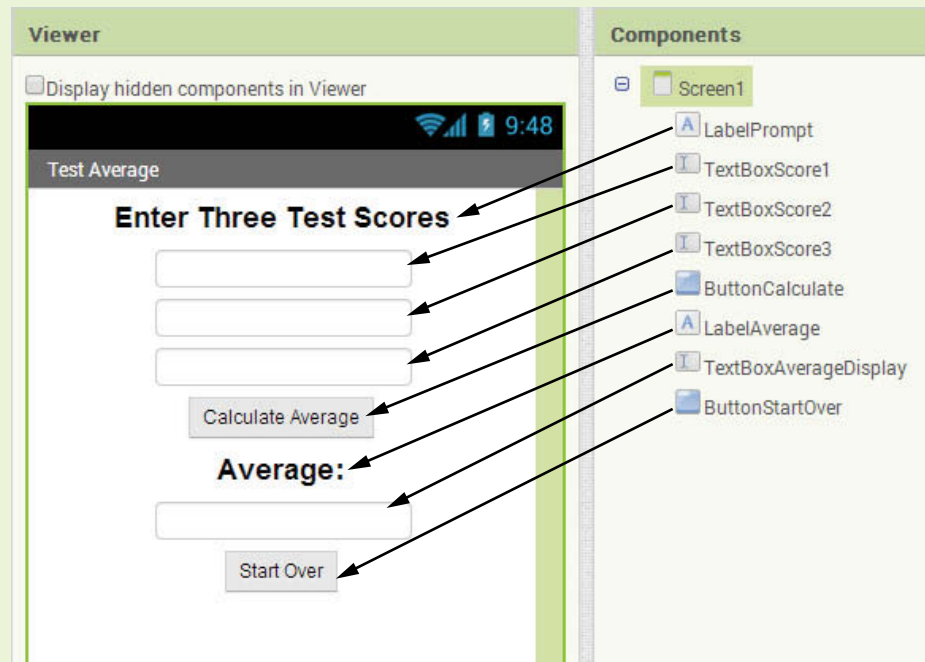 Viewer
Display hidden components in Viewer
9:48
Test Average
Enter Three Test Scores
Calculate Average
Average:
Start Over
Components
Screen1
A LabelPrompt
TextBoxScore1
TextBoxScore2
TextBoxScore3
ButtonCalculate
A LabelAverage
TextBoxAverageDisplay
ButtonStartOver